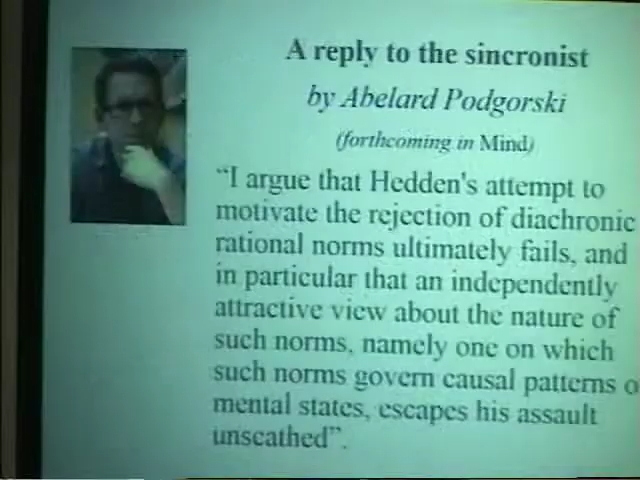 A reply to the sincronist
by Abelard Podgorski
(forthcoming in Mind)
“I argue that Hedden's attempt to
motivate the rejection of diachronic
rational norms ultimately fails, and
in particular that an independently
attractive view about the nature of
such norms, namely one on which
such norms govern causal patterns o
mental states, escapes his assault
unscathed”.